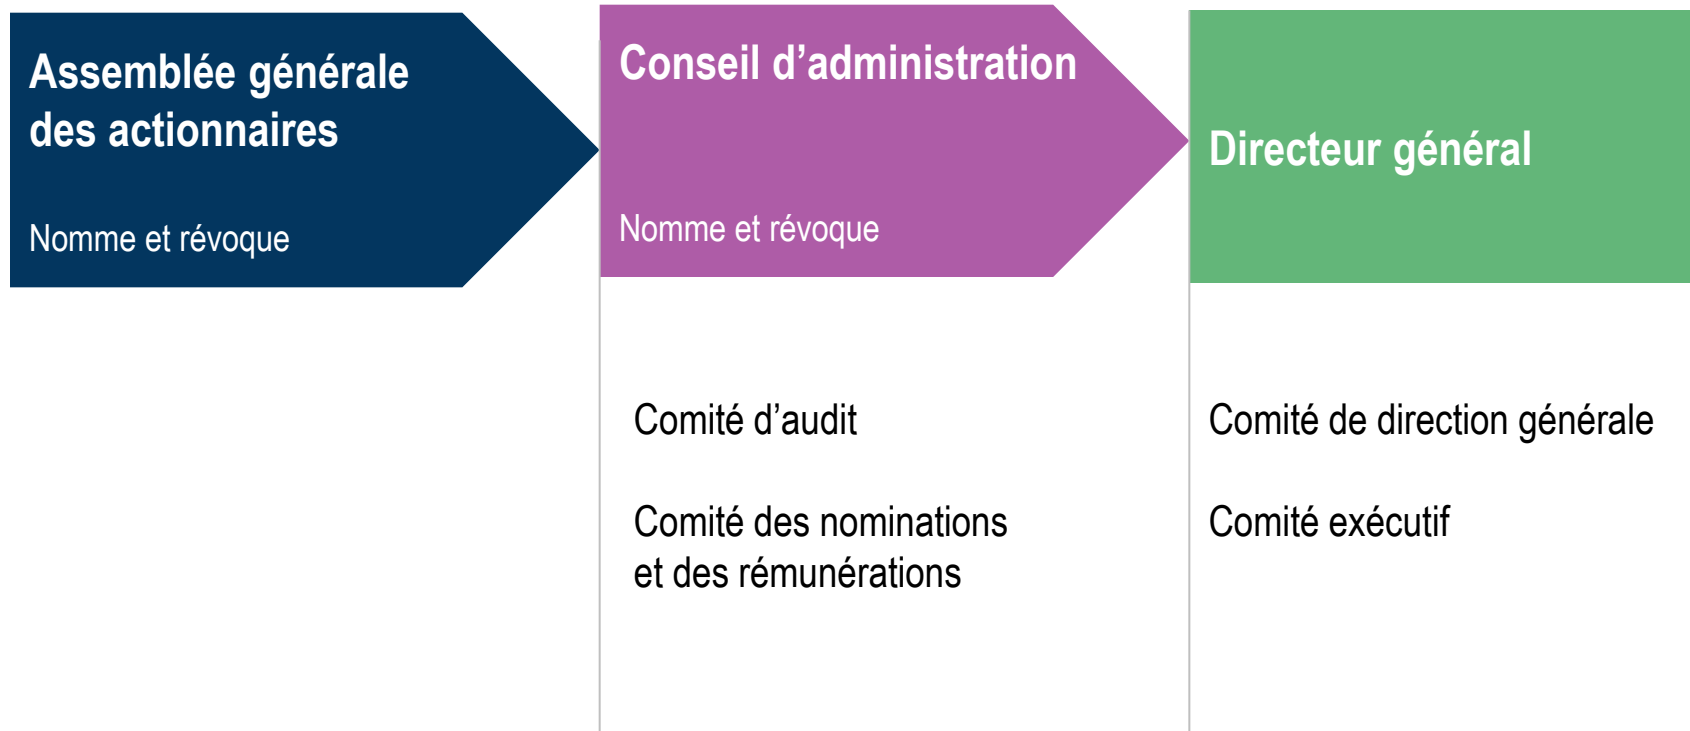 Assemblée générale
des actionnaires
Nomme et révoque
Conseil d’administration
Nomme et révoque
Comité d’audit
Comité des nominations
et des rémunérations
Directeur général
Comité de direction générale
Comité exécutif